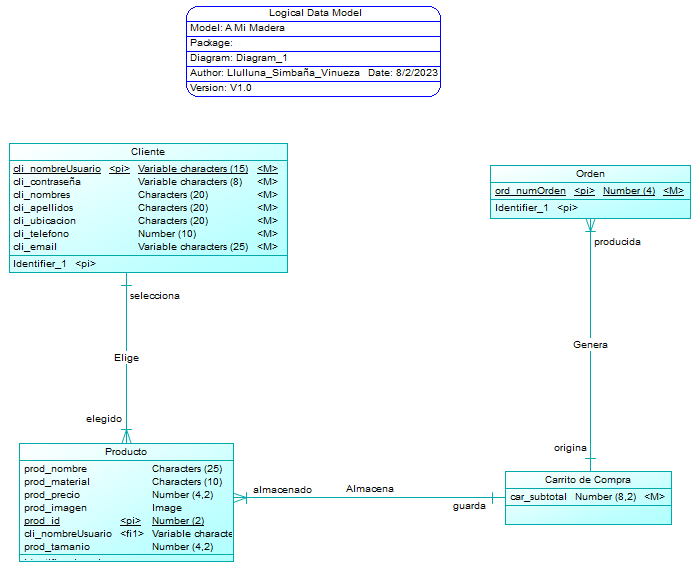 Logical Data Model
Model: A Mi Madera
Package:
Diagram: Diagram_1
Author: Llulluna_Simbaña_Vinueza Date: 8/2/2023
Version: V1.0
Cliente
cli_nombreUsuario <pi> Variable characters (15) <M>
cli_contraseña Variable characters (8) <M>
cli_nombres Characters (20) <M>
cli_apellidos Characters (20) <M>
cli_ubicacion Characters (20) <M>
cli_telefono Number (10) <M>
cli_email Variable characters (25) <M>
Identifier_1 <pi>
Orden
ord_numOrden <pi> Number (4) <M>
Identifier_1 <pi>
producida
selecciona
Genera
Elige
elegido
origina
Producto
prod_nombre Characters (25)
prod_material Characters (10)
prod_precio Number (4,2)
prod_imagen Image
prod_id <pi> Number (2)
cli_nombreUsuario <fi1> Variable characte
prod_tamanio Number (4,2)
almacenado
Almacena
guarda
Carrito de Compra
car_subtotal Number (8,2) <M>